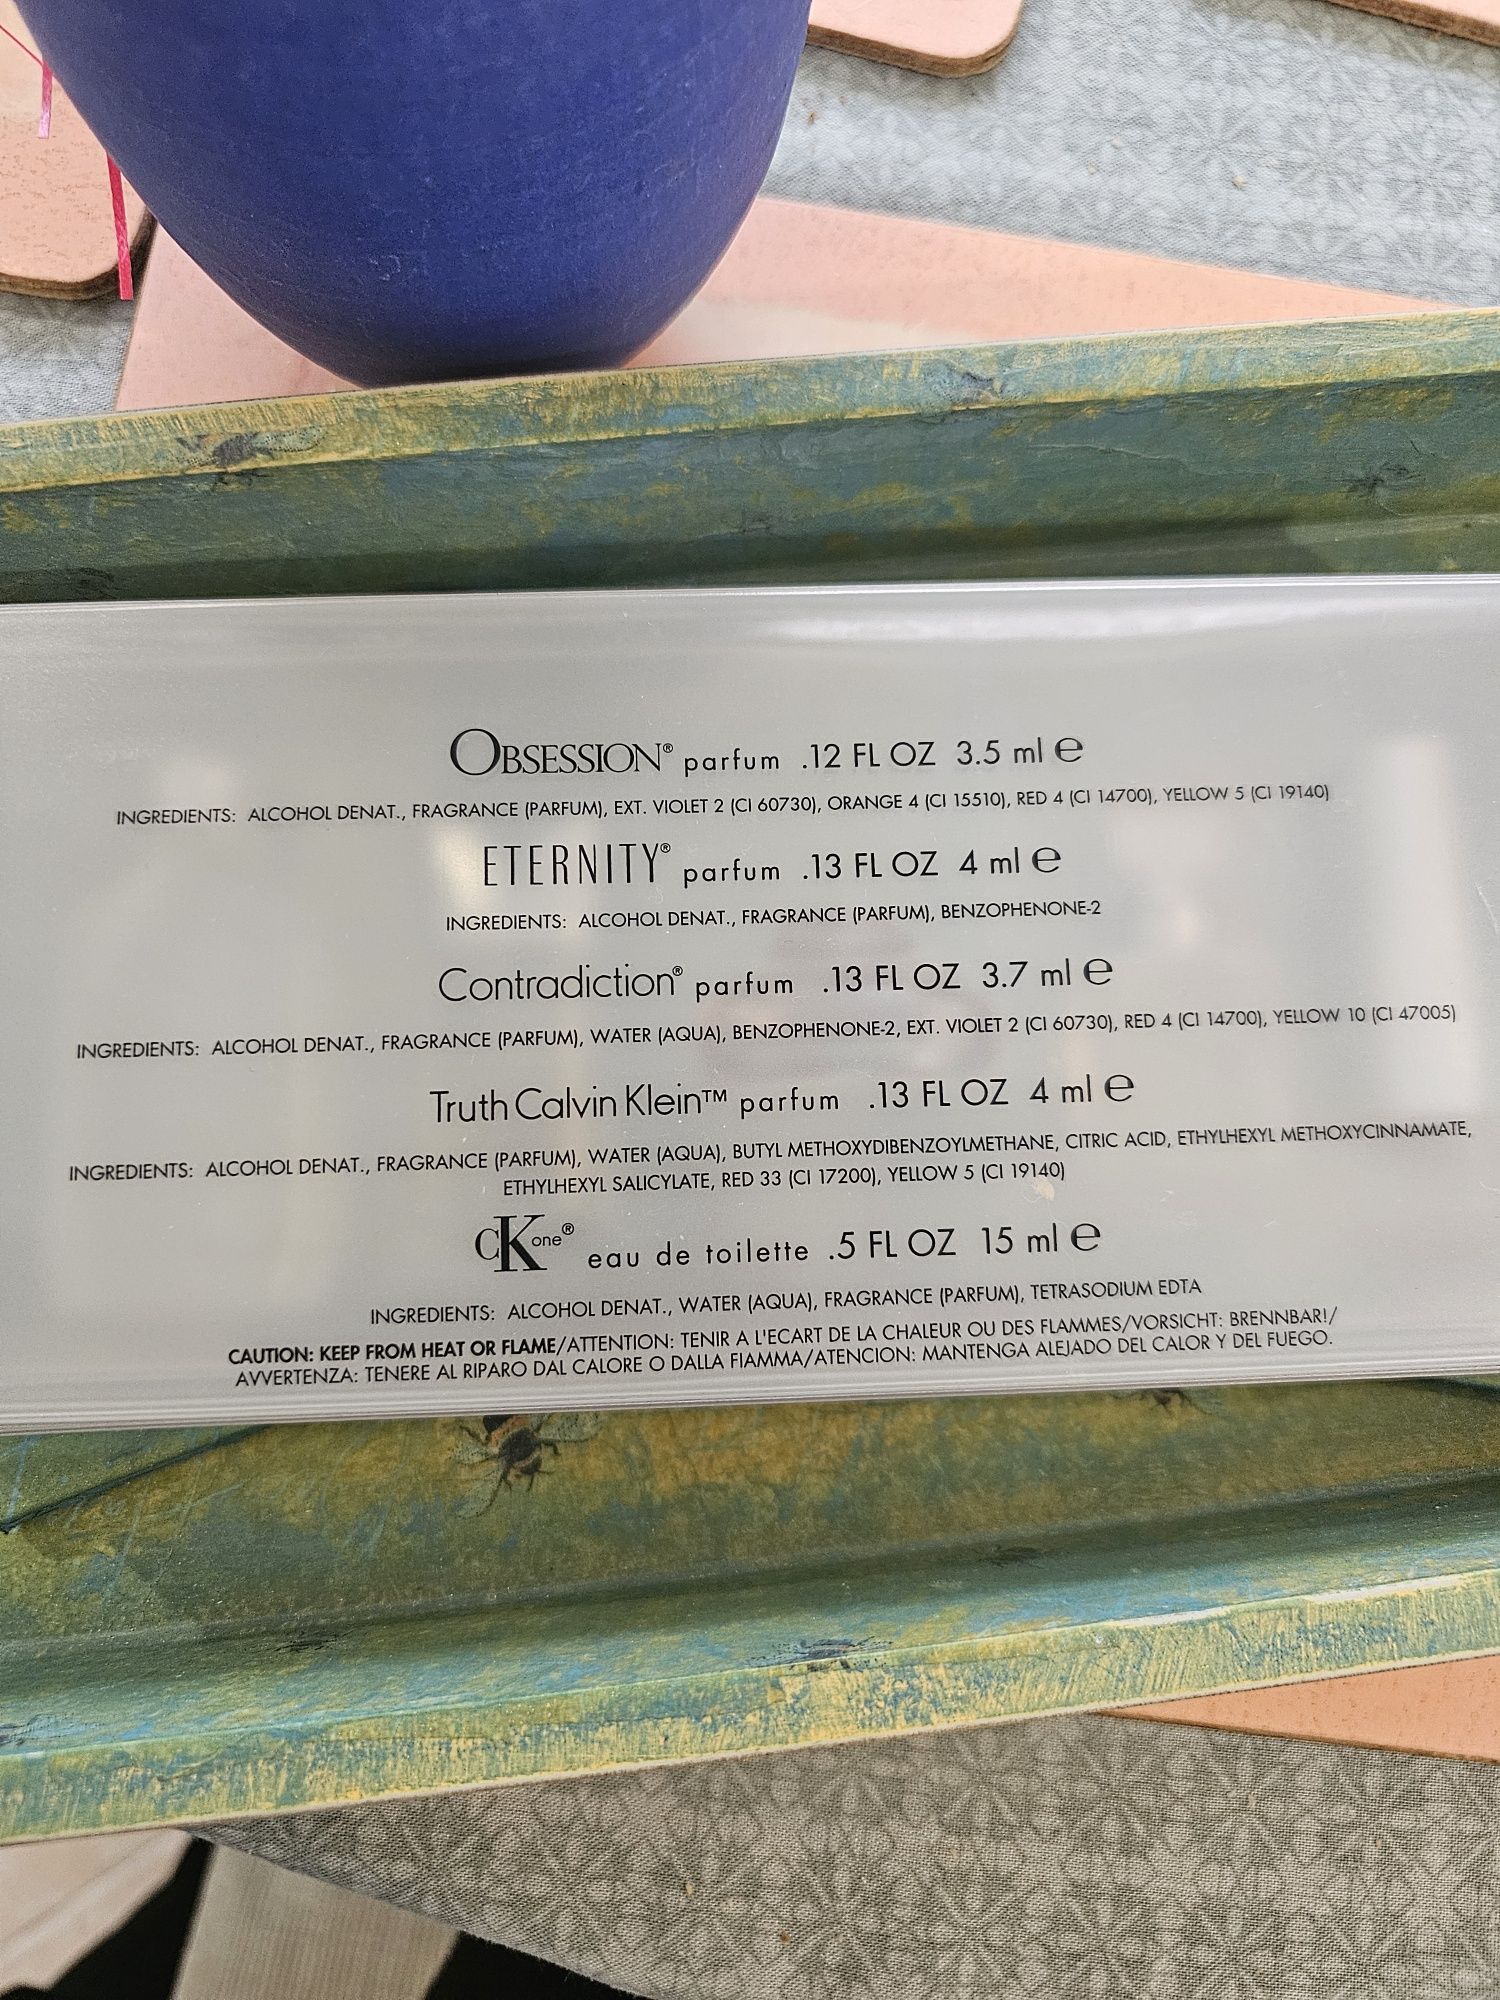 OBSESSION® parfum .12 FL OZ 3.5 ml ℮
INGREDIENTS: ALCOHOL DENAT., FRAGRANCE (PARFUM), EXT. VIOLET 2 (CI 60730), ORANGE 4 (CI 15510), RED 4 (CI 14700), YELLOW 5 (CI 19140)
ETERNITY® parfum .13 FL OZ 4 ml ℮
INGREDIENTS: ALCOHOL DENAT., FRAGRANCE (PARFUM), BENZOPHENONE-2
Contradiction® parfum .13 FL OZ 3.7 ml ℮
INGREDIENTS: ALCOHOL DENAT., FRAGRANCE (PARFUM), WATER (AQUA), BENZOPHENONE-2, EXT. VIOLET 2 (CI 60730), RED 4 (CI 14700), YELLOW 10 (CI 47005)
Truth Calvin Klein™ parfum .13 FL OZ 4 ml ℮
INGREDIENTS: ALCOHOL DENAT., FRAGRANCE (PARFUM), WATER (AQUA), BUTYL METHOXYDIBENZOYLMETHANE, CITRIC ACID, ETHYLHEXYL METHOXYCINNAMATE,
ETHYLHEXYL SALICYLATE, RED 33 (CI 17200), YELLOW 5 (CI 19140)
cK one® eau de toilette .5 FL OZ 15 ml ℮
INGREDIENTS: ALCOHOL DENAT., WATER (AQUA), FRAGRANCE (PARFUM), TETRASODIUM EDTA
CAUTION: KEEP FROM HEAT OR FLAME/ATTENTION: TENIR A L'ECART DE LA CHALEUR OU DES FLAMMES/VORSICHT: BRENNBAR!/
AVVERTENZA: TENERE AL RIPARO DAL CALORE O DALLA FIAMMA/ATENCION: MANTENGA ALEJADO DEL CALOR Y DEL FUEGO.